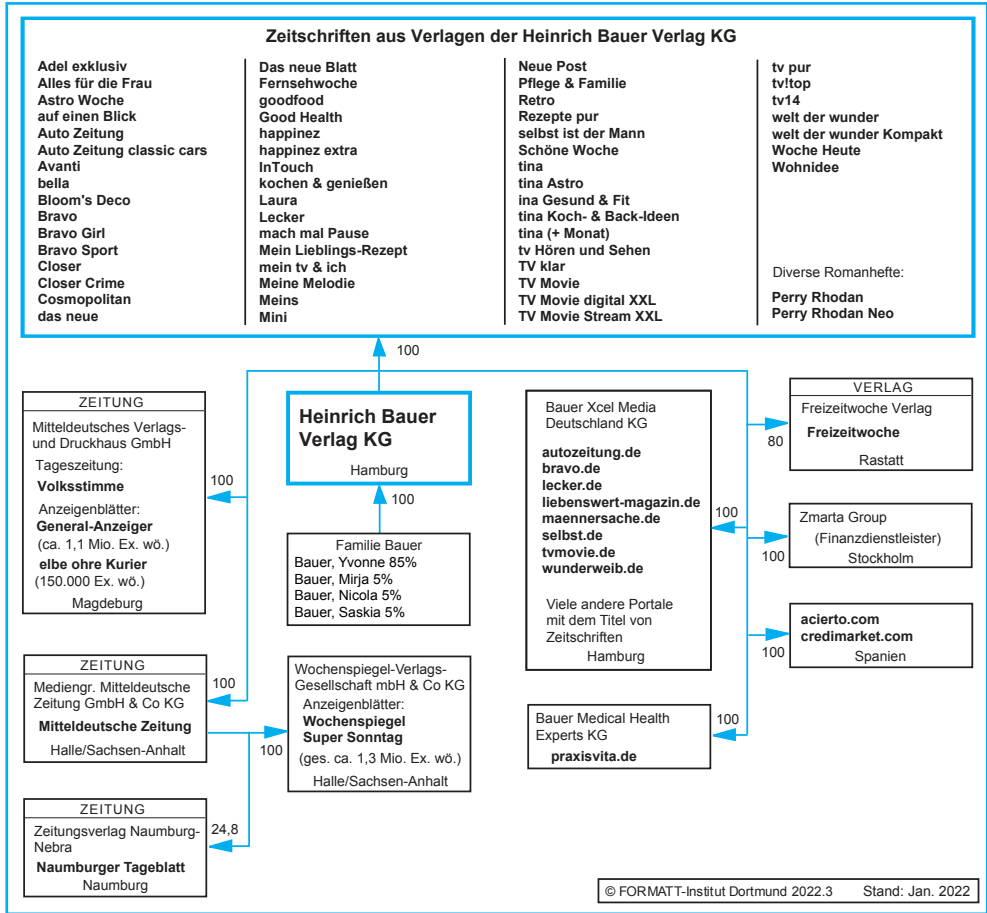 Zeitschriften aus Verlagen der Heinrich Bauer Verlag KG
Adel exklusiv
Alles für die Frau
Astro Woche
auf einen Blick
Auto Zeitung
Auto Zeitung classic cars
Avanti
bella
Bloom's Deco
Bravo
Bravo Girl
Bravo Sport
Closer
Closer Crime
Cosmopolitan
das neue
Das neue Blatt
Fernsehwoche
goodfood
Good Health
happinez
happinez extra
InTouch
kochen & genießen
Laura
Lecker
mach mal Pause
Mein Lieblings-Rezept
mein tv & ich
Meine Melodie
Meins
Mini
Neue Post
Pflege & Familie
Retro
Rezepte pur
selbst ist der Mann
Schöne Woche
tina
tina Astro
ina Gesund & Fit
tina Koch- & Back-Ideen
tina (+ Monat)
tv Hören und Sehen
TV klar
TV Movie
TV Movie digital XXL
TV Movie Stream XXL
tv pur
tv!top
tv14
welt der wunder
welt der wunder Kompakt
Woche Heute
Wohnidee
Diverse Romanhefte:
Perry Rhodan
Perry Rhodan Neo
100
ZEITUNG
Mitteldeutsches Verlags-
und Druckhaus GmbH
Tageszeitung:
Volksstimme
Anzeigenblätter:
General-Anzeiger
(ca. 1,1 Mio. Ex. wö.)
elbe ohne Kurier
(150.000 Ex. wö.)
Magdeburg
100
Heinrich Bauer
Verlag KG
Hamburg
100
Familie Bauer
Bauer, Yvonne 85%
Bauer, Mirja 5%
Bauer, Nicola 5%
Bauer, Saskia 5%
Bauer Xcel Media
Deutschland KG
autozeitung.de
bravo.de
lecker.de
liebenswert-magazin.de
maennersache.de
selbst.de
tvmovie.de
wunderweib.de
Viele andere Portale
mit dem Titel von
Zeitschriften
Hamburg
100
VERLAG
Freizeitwoche Verlag
Freizeitwoche
Rastatt
80
Zmarta Group
(Finanzdienstleister)
Stockholm
100
acierto.com
credimarket.com
Spanien
100
ZEITUNG
Mediengr. Mitteldeutsche
Zeitung GmbH & Co KG
Mitteldeutsche Zeitung
Halle/Sachsen-Anhalt
100
Wochenspiegel-Verlags-
Gesellschaft mbH & Co KG
Anzeigenblätter:
Wochenspiegel
Super Sonntag
(ges. ca. 1,3 Mio. Ex. wö.)
Halle/Sachsen-Anhalt
100
Bauer Medical Health
Experts KG
praxisvita.de
100
ZEITUNG
Zeitungsverlag Naumburg-
Nebra
Naumburger Tageblatt
Naumburg
24,8
© FORMATT-Institut Dortmund 2022.3 Stand: Jan. 2022